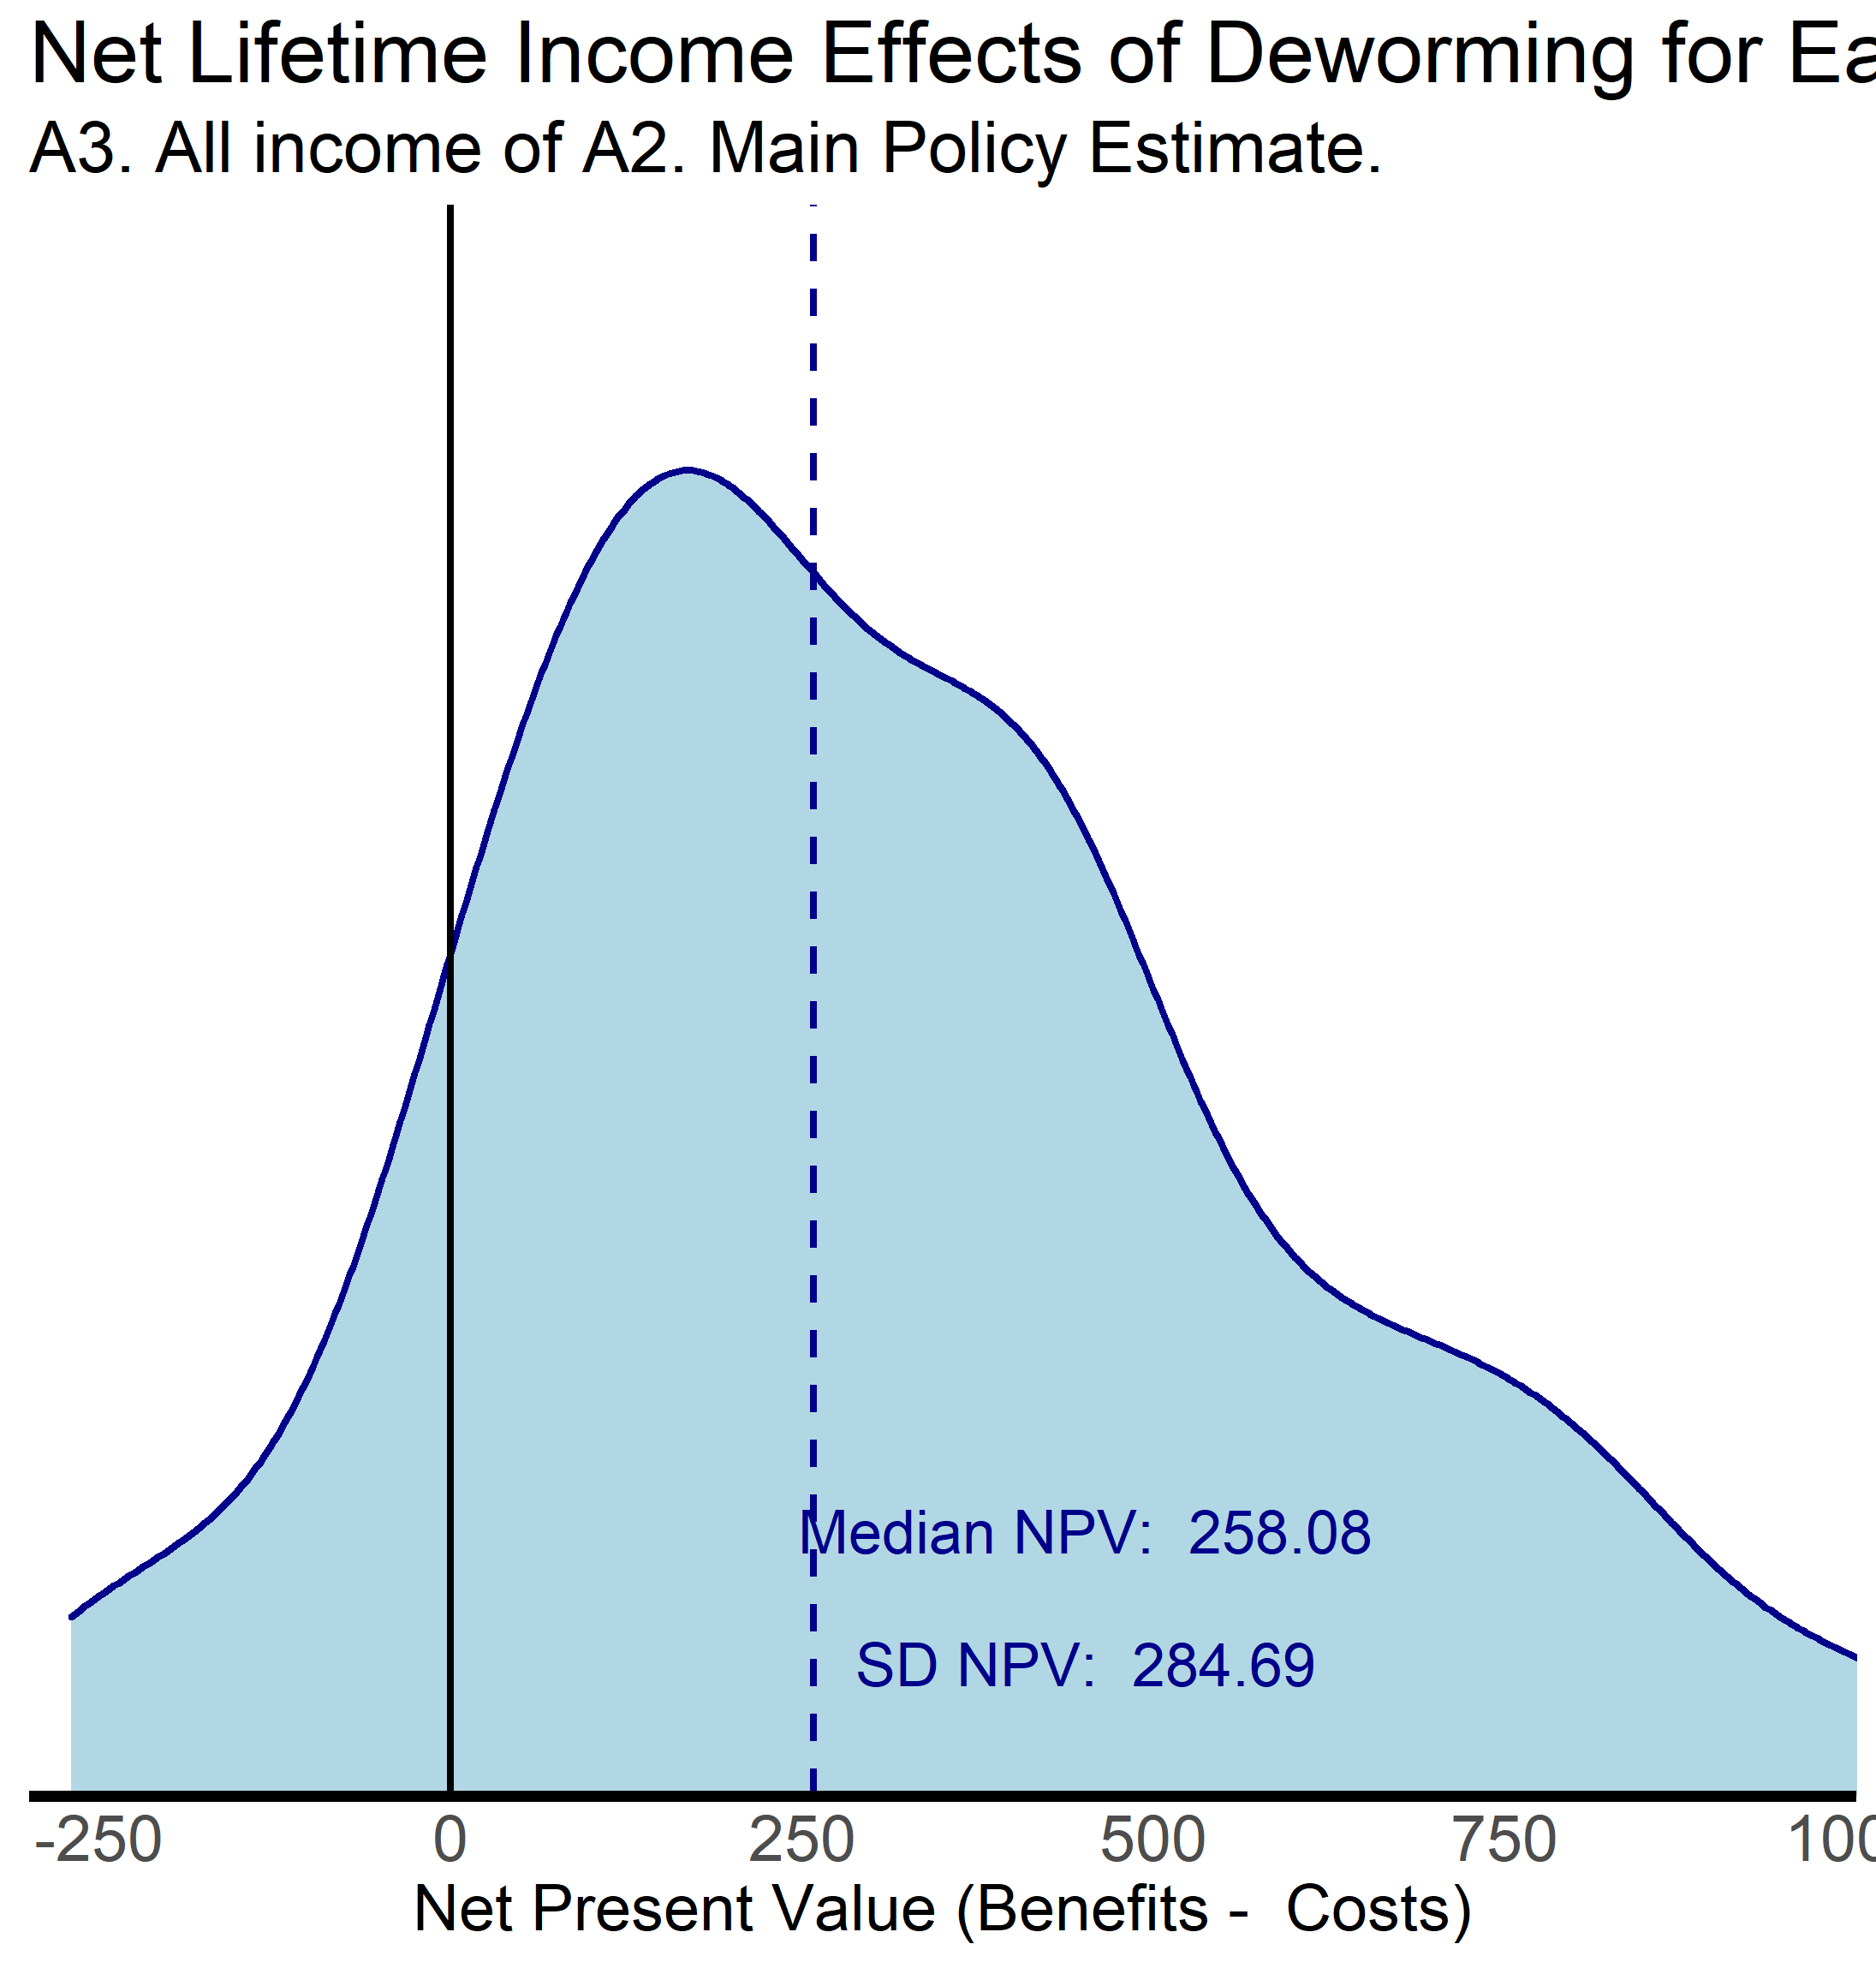 Net Lifetime Income Effects of Deworming for Ea
A3. All income of A2. Main Policy Estimate.
Median NPV:  258.08
SD NPV:  284.69
-250 0 250 500 750 100
Net Present Value (Benefits -  Costs)